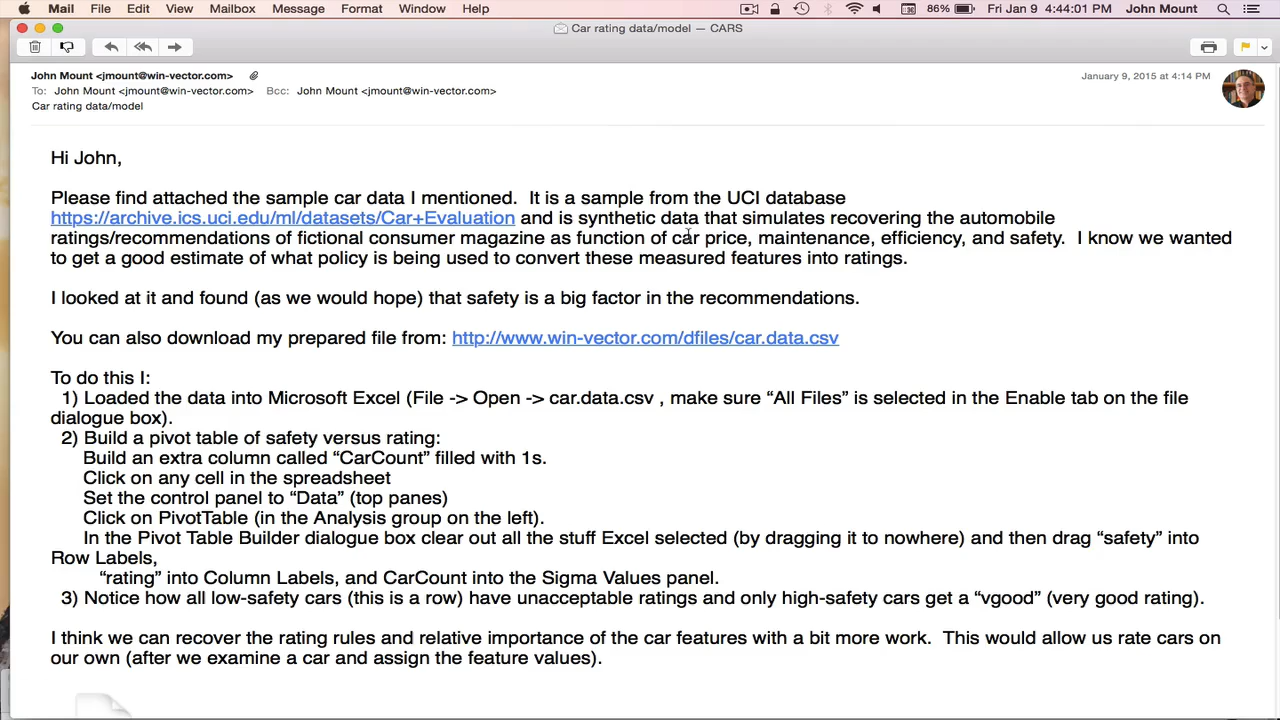 Mail File Edit View Mailbox Message Format Window Help 86% Fri Jan 9 4:44:01 PM John Mount
Car rating data/model — CARS
John Mount <jmount@win-vector.com> January 9, 2015 at 4:14 PM
To: John Mount <jmount@win-vector.com> Bcc: John Mount <jmount@win-vector.com>
Car rating data/model
Hi John,
Please find attached the sample car data I mentioned.  It is a sample from the UCI database
https://archive.ics.uci.edu/ml/datasets/Car+Evaluation and is synthetic data that simulates recovering the automobile
ratings/recommendations of fictional consumer magazine as function of car price, maintenance, efficiency, and safety.  I know we wanted
to get a good estimate of what policy is being used to convert these measured features into ratings.
I looked at it and found (as we would hope) that safety is a big factor in the recommendations.
You can also download my prepared file from: http://www.win-vector.com/dfiles/car.data.csv
To do this I:
1) Loaded the data into Microsoft Excel (File -> Open -> car.data.csv , make sure “All Files” is selected in the Enable tab on the file
dialogue box).
2) Build a pivot table of safety versus rating:
Build an extra column called “CarCount” filled with 1s.
Click on any cell in the spreadsheet
Set the control panel to “Data” (top panes)
Click on PivotTable (in the Analysis group on the left).
In the Pivot Table Builder dialogue box clear out all the stuff Excel selected (by dragging it to nowhere) and then drag “safety” into
Row Labels,
“rating” into Column Labels, and CarCount into the Sigma Values panel.
3) Notice how all low-safety cars (this is a row) have unacceptable ratings and only high-safety cars get a “vgood” (very good rating).
I think we can recover the rating rules and relative importance of the car features with a bit more work.  This would allow us rate cars on
our own (after we examine a car and assign the feature values).